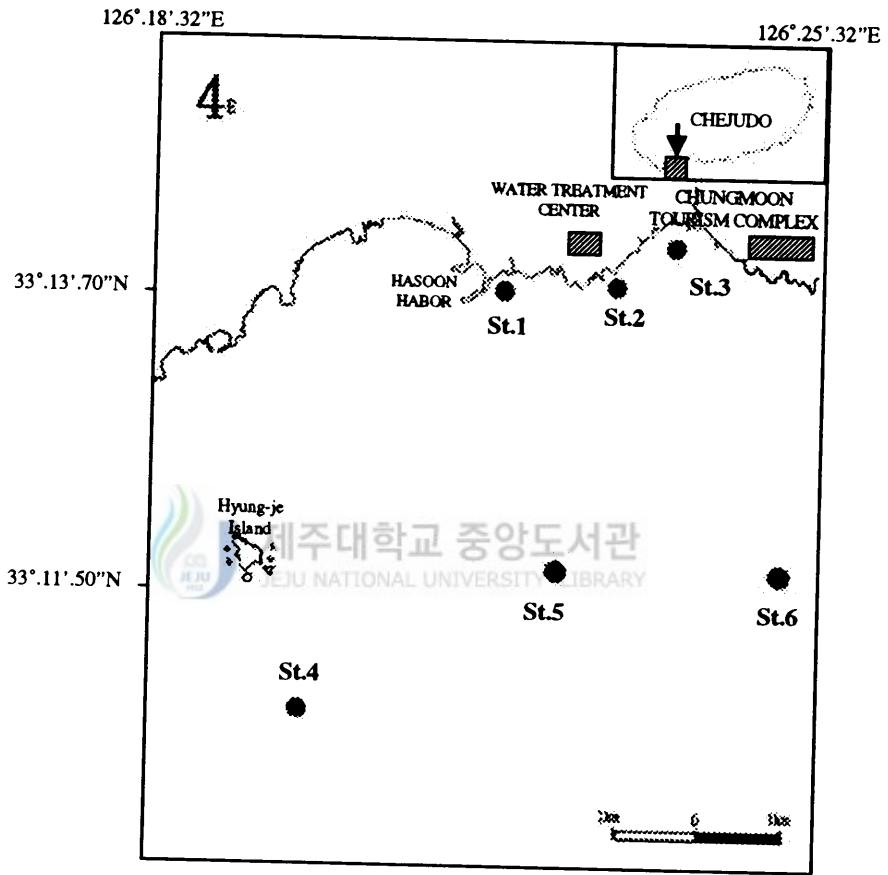 126°.18'.32"E
126°.25'.32"E
4
CHEJUDO
WATER TREATMENT
CENTER
CHUNGMOON
TOURISM COMPLEX
33°.13'.70"N
HASOON
HABOR
St.1
St.2
St.3
Hyung-je
Island
제주대학교 중앙도서관
JEJU NATIONAL UNIVERSITY LIBRARY
JEJU
33°.11'.50"N
St.5
St.6
St.4